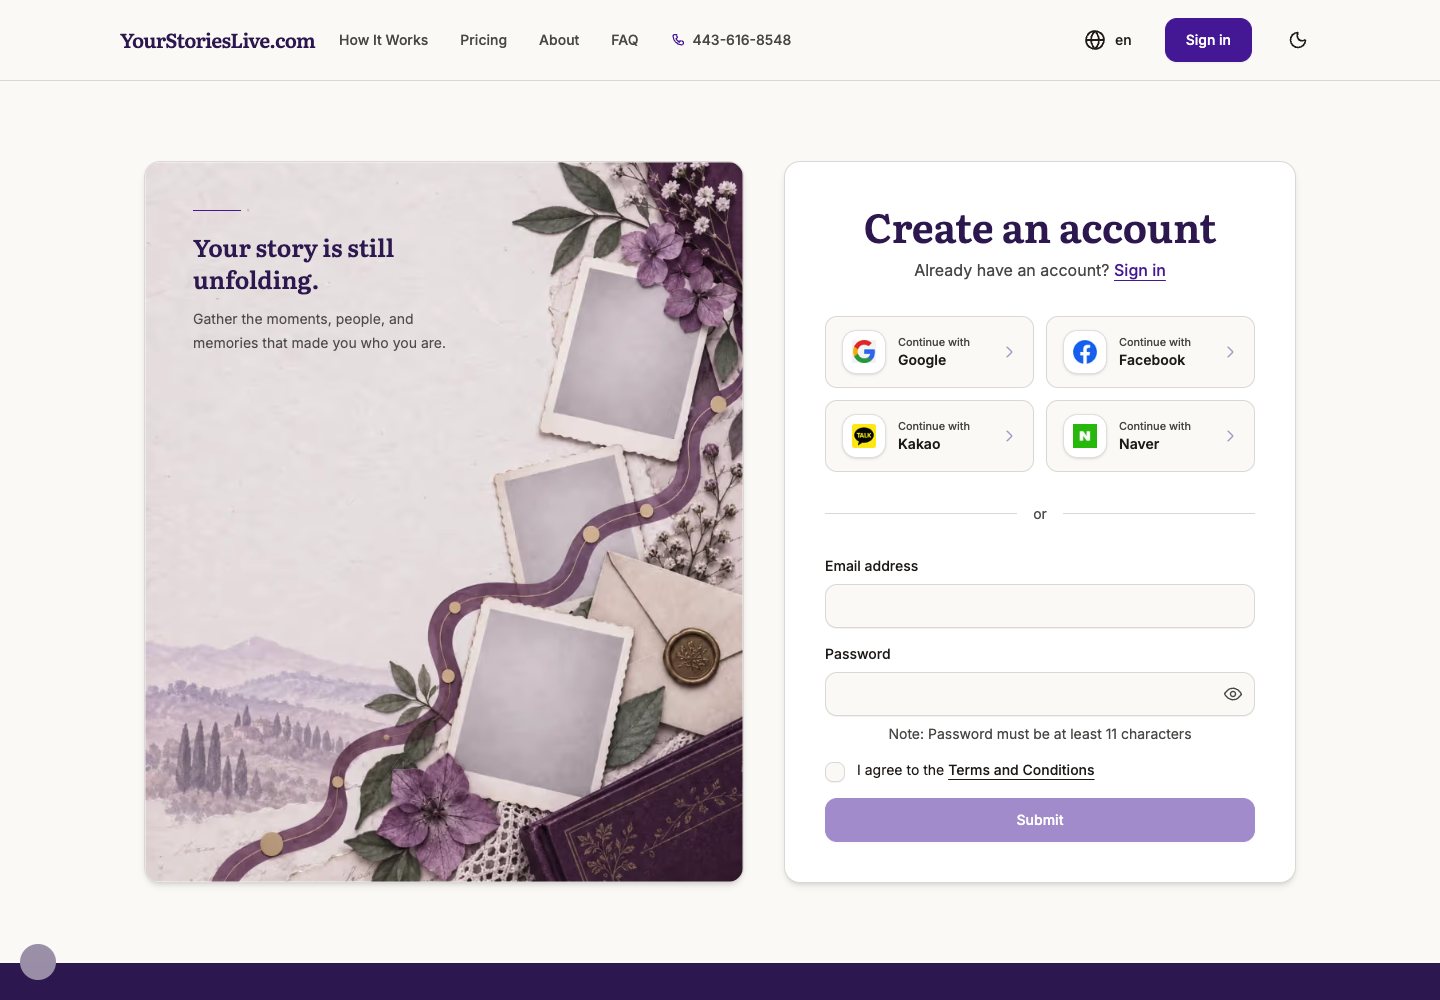 YourStoriesLive.com
How It Works
Pricing
About
FAQ
443-616-8548
en
Sign in
Your story is still
unfolding.
Gather the moments, people, and
memories that made you who you are.
Create an account
Already have an account? Sign in
Continue with
Google
Continue with
Facebook
TALK
Continue with
Kakao
N
Continue with
Naver
or
Email address
Password
Note: Password must be at least 11 characters
I agree to the Terms and Conditions
Submit